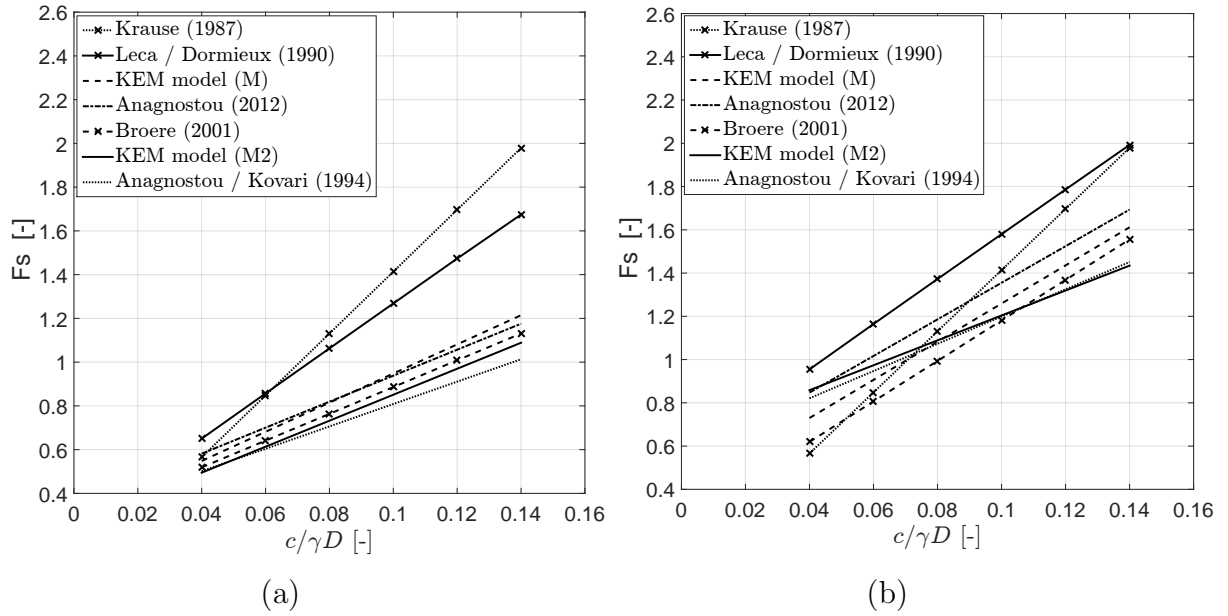 2.6
2.4
2.2
2
1.8
1.6
1.4
1.2
1
0.8
0.6
0.4
Fs [-]
Krause (1987)
Leca / Dormieux (1990)
KEM model (M)
Anagnostou (2012)
Broere (2001)
KEM model (M2)
Anagnostou / Kovari (1994)
0 0.02 0.04 0.06 0.08 0.1 0.12 0.14 0.16
c/γD [-]
(a)
2.6
2.4
2.2
2
1.8
1.6
1.4
1.2
1
0.8
0.6
0.4
Fs [-]
Krause (1987)
Leca / Dormieux (1990)
KEM model (M)
Anagnostou (2012)
Broere (2001)
KEM model (M2)
Anagnostou / Kovari (1994)
0 0.02 0.04 0.06 0.08 0.1 0.12 0.14 0.16
c/γD [-]
(b)